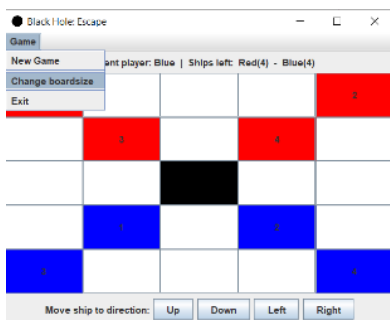 Black Hole: Escape
Game
New Game
ent player: Blue | Ships left: Red(4) - Blue(4)
Change boardsize
Exit
2
3 4
1 2
3 4
Move ship to direction: Up Down Left Right